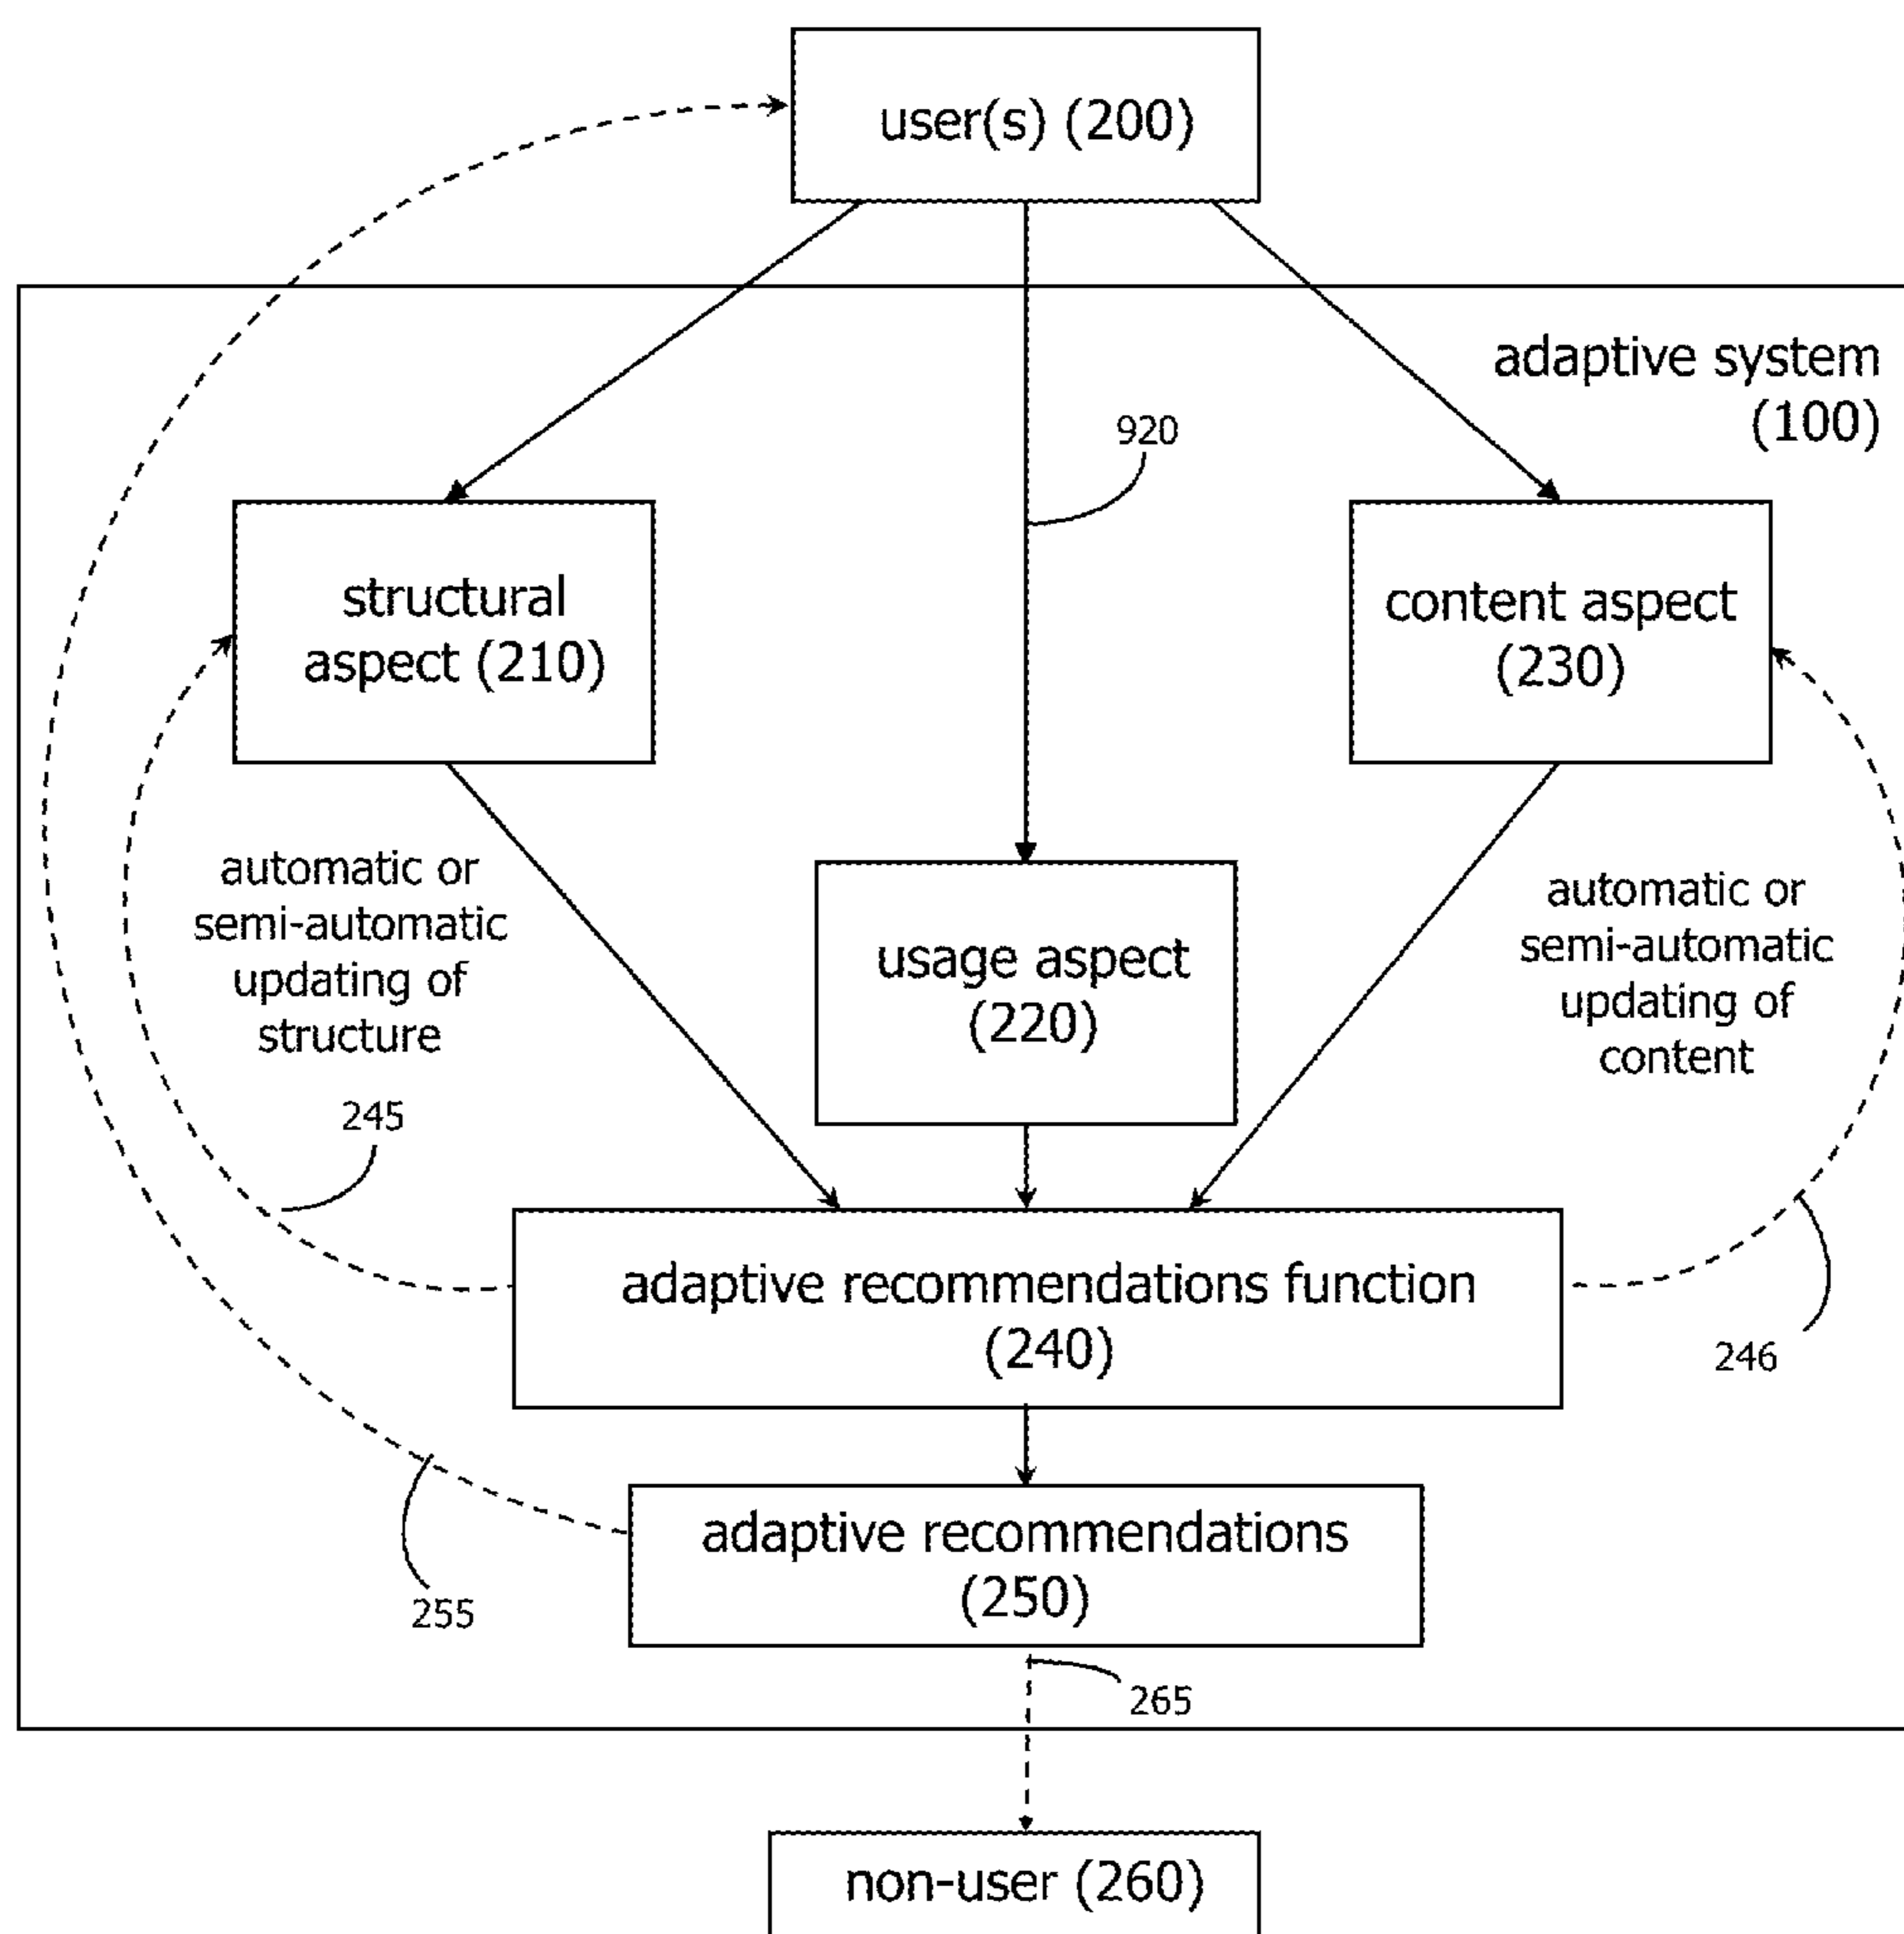 user(s) (200)
adaptive system
(100)
920
structural
aspect (210)
content aspect
(230)
automatic or
semi-automatic
updating of
structure
usage aspect
(220)
automatic or
semi-automatic
updating of
content
245
adaptive recommendations function
(240)
246
adaptive recommendations
(250)
255
265
non-user (260)